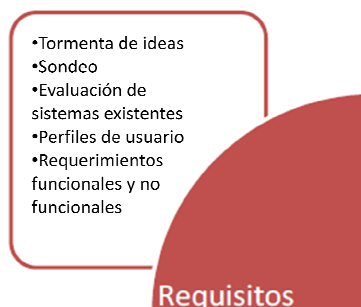 •Tormenta de ideas
•Sondeo
•Evaluación de
sistemas existentes
•Perfiles de usuario
•Requerimientos
funcionales y no
funcionales
Requisitos